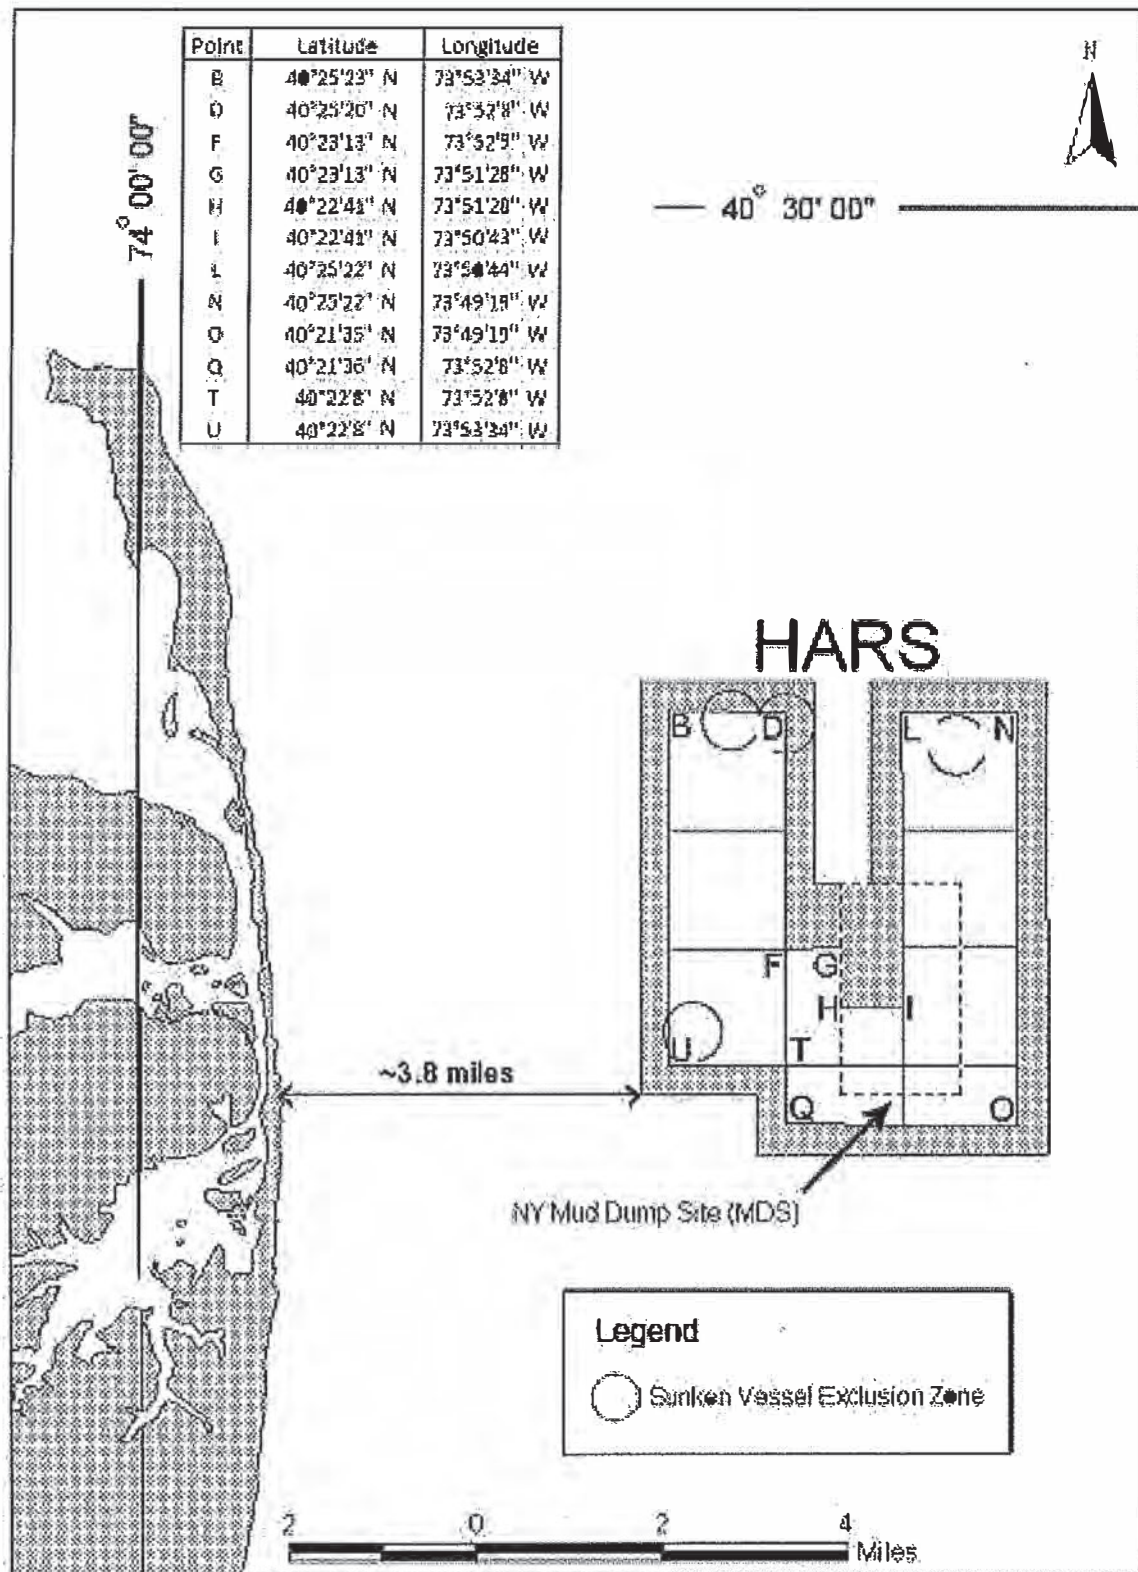 Point Latitude Longitude
B 40°25'23" N 73°53'34" W
D 40°25'20" N 73°52'8" W
F 40°23'13" N 73°52'9" W
G 40°23'13" N 73°51'28" W
H 40°22'41" N 73°51'28" W
I 40°22'41" N 73°50'43" W
L 40°25'22" N 73°50'44" W
N 40°25'22" N 73°49'19" W
O 40°21'35" N 73°49'19" W
Q 40°21'36" N 73°52'8" W
T 40°22'8" N 73°52'8" W
U 40°22'8" N 73°53'34" W
N
74° 00' 00"
40° 30' 00"
HARS
B D L N
F G
H I
U T
Q O
~3.8 miles
NY Mud Dump Site (MDS)
Legend
Sunken Vessel Exclusion Zone
2 0 2 4
Miles